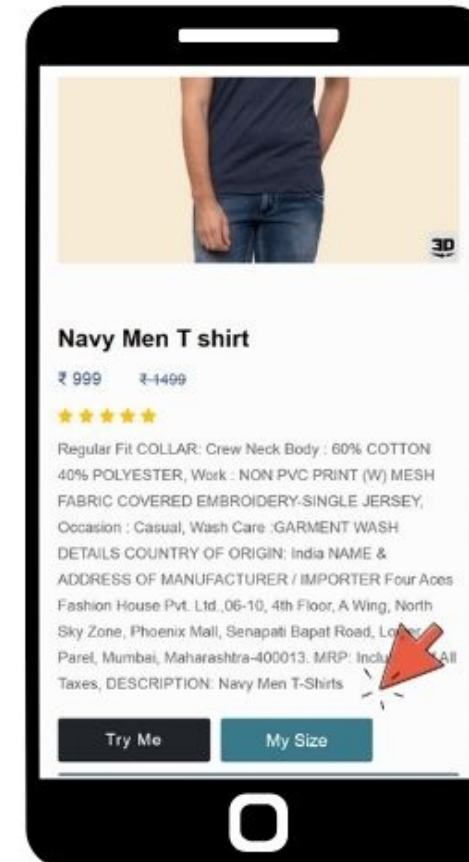 3D
Navy Men T shirt
₹ 999 ₹ 1499
Regular Fit COLLAR: Crew Neck Body : 60% COTTON
40% POLYESTER, Work : NON PVC PRINT (W) MESH
FABRIC COVERED EMBROIDERY-SINGLE JERSEY,
Occasion : Casual, Wash Care :GARMENT WASH
DETAILS COUNTRY OF ORIGIN: India NAME &
ADDRESS OF MANUFACTURER / IMPORTER Four Aces
Fashion House Pvt. Ltd.,06-10, 4th Floor, A Wing, North
Sky Zone, Phoenix Mall, Senapati Bapat Road, Lower
Parel, Mumbai, Maharashtra-400013. MRP: All
Taxes, DESCRIPTION: Navy Men T-Shirts
Try Me
My Size